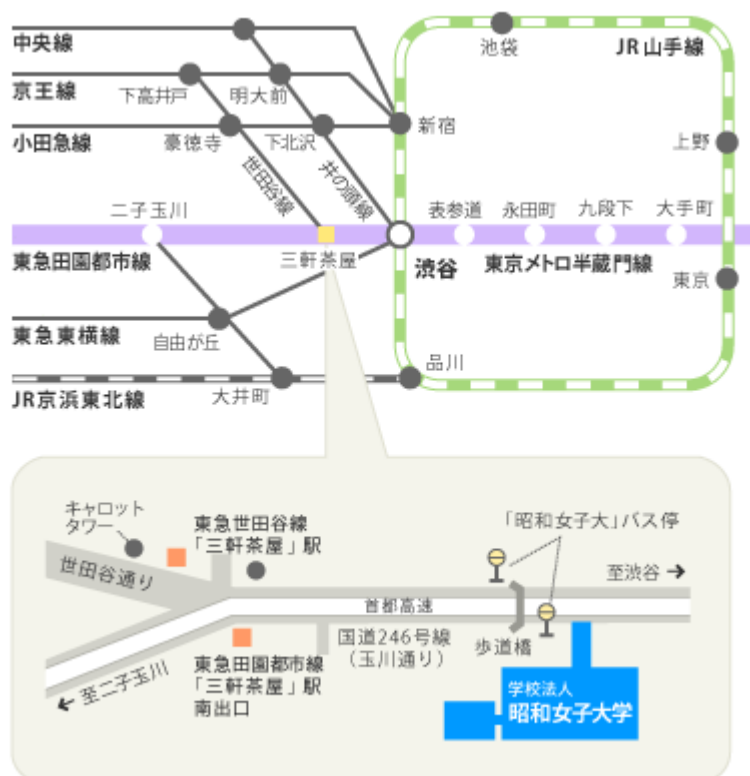 中央線
池袋
JR山手線
京王線
下高井戸
明大前
新宿
小田急線
豪徳寺
下北沢
上野
世田谷線
井の頭線
二子玉川
表参道
永田町
九段下
大手町
東急田園都市線
三軒茶屋
渋谷
東京メトロ半蔵門線
東京
東急東横線
自由が丘
品川
JR京浜東北線
大井町
キャロット
タワー
東急世田谷線
「三軒茶屋」駅
「昭和女子大」バス停
世田谷通り
至渋谷→
首都高速
国道246号線
(玉川通り)
歩道橋
←至二子玉川
東急田園都市線
「三軒茶屋」駅
南出口
学校法人
昭和女子大学